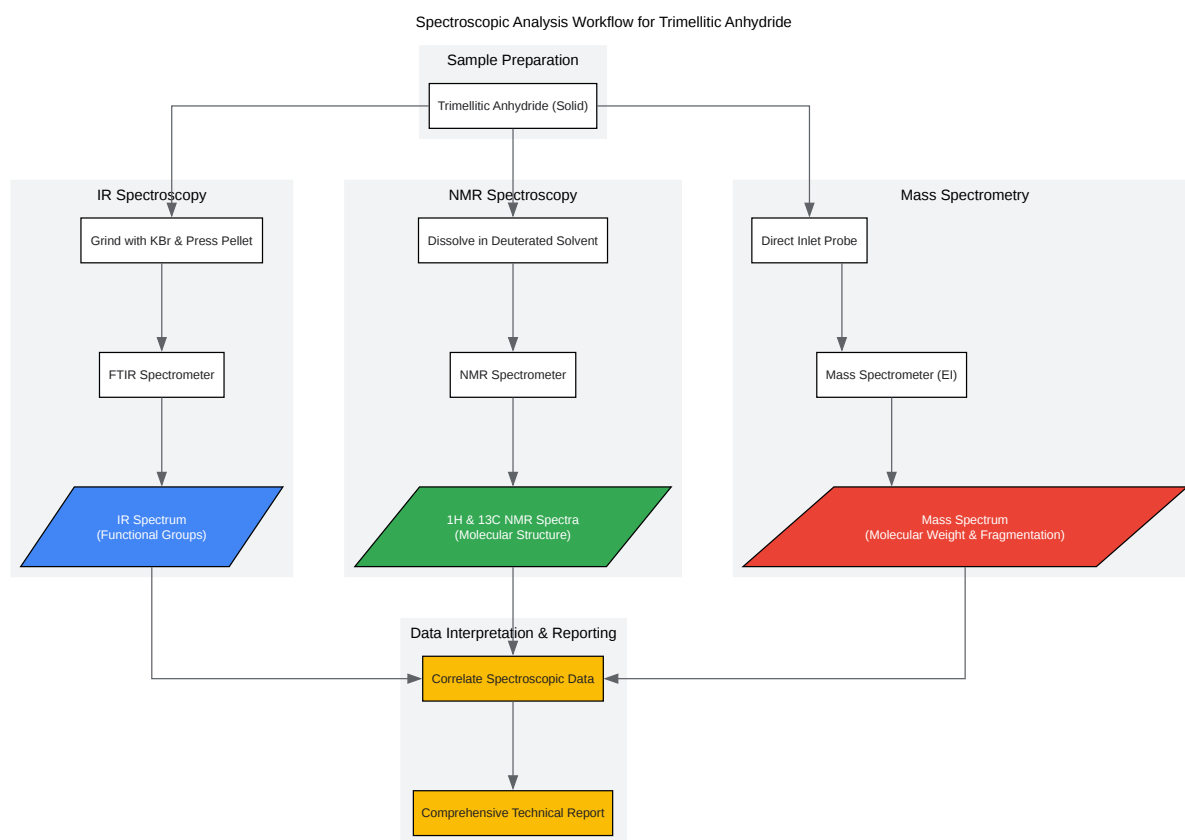 Spectroscopic Analysis Workflow for Trimellitic Anhydride
Sample Preparation
Trimellitic Anhydride (Solid)
IR Spectroscopy
NMR Spectroscopy
Mass Spectrometry
Grind with KBr & Press Pellet
Dissolve in Deuterated Solvent
Direct Inlet Probe
FTIR Spectrometer
NMR Spectrometer
Mass Spectrometer (EI)
IR Spectrum
(Functional Groups)
1H & 13C NMR Spectra
(Molecular Structure)
Mass Spectrum
(Molecular Weight & Fragmentation)
Data Interpretation & Reporting
Correlate Spectroscopic Data
Comprehensive Technical Report